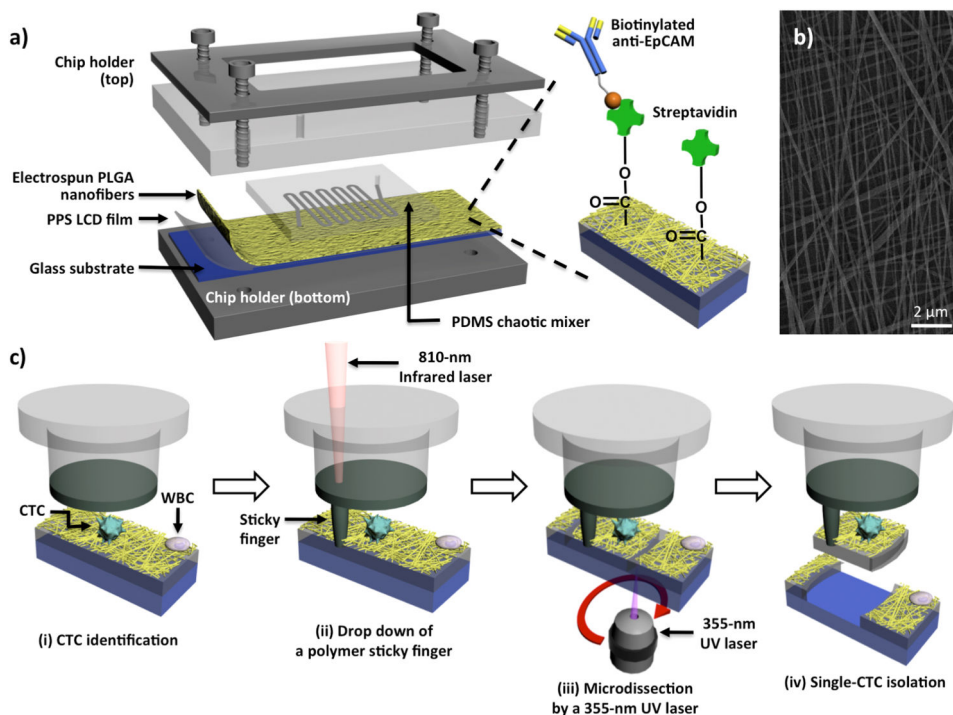 a)
Chip holder
(top)
Electrospun PLGA
nanofibers
PPS LCD film
Glass substrate
Chip holder (bottom)
PDMS chaotic mixer
Biotinylated
anti-EpCAM
Streptavidin
O
O
O=C
O=C
b)
2 μm
c)
810-nm
Infrared laser
CTC
WBC
Sticky
finger
355-nm
UV laser
(i) CTC identification
(ii) Drop down of
a polymer sticky finger
(iii) Microdissection
by a 355-nm UV laser
(iv) Single-CTC isolation